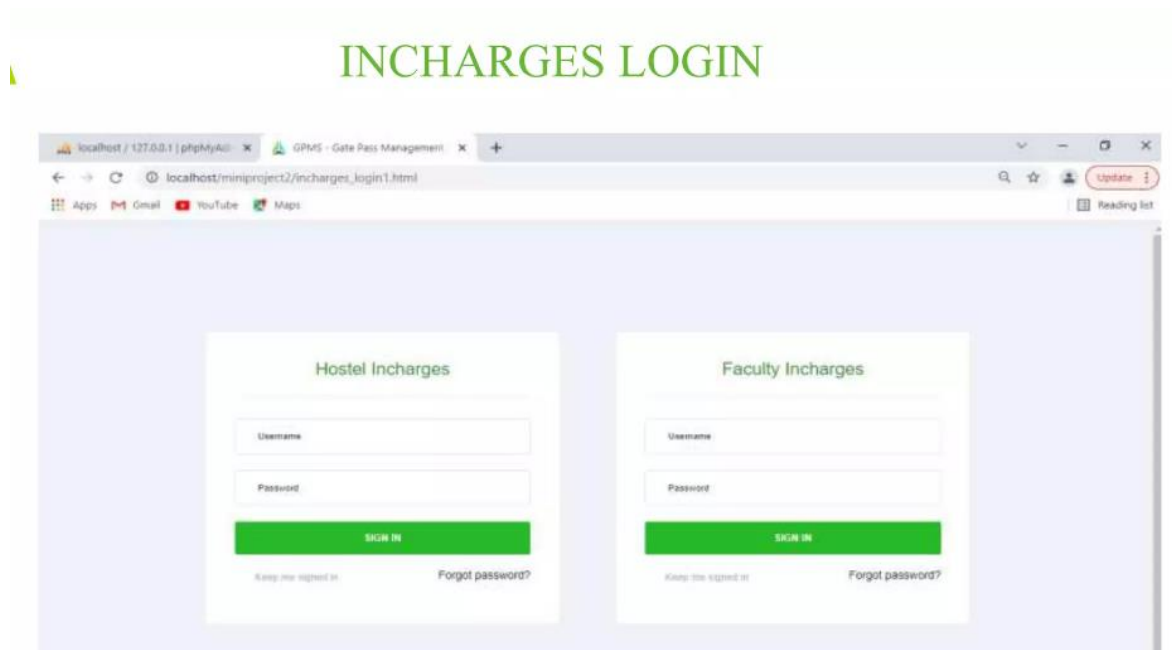 INCHARGES LOGIN
localhost / 127.0.0.1 | phpMyAd
GPMS - Gate Pass Management
localhost/miniproject2/incharges_login1.html
Update
Apps Gmail YouTube Maps
Reading list
Hostel Incharges
Username
Password
SIGN IN
Keep me signed in Forgot password?
Faculty Incharges
Username
Password
SIGN IN
Keep me signed in Forgot password?